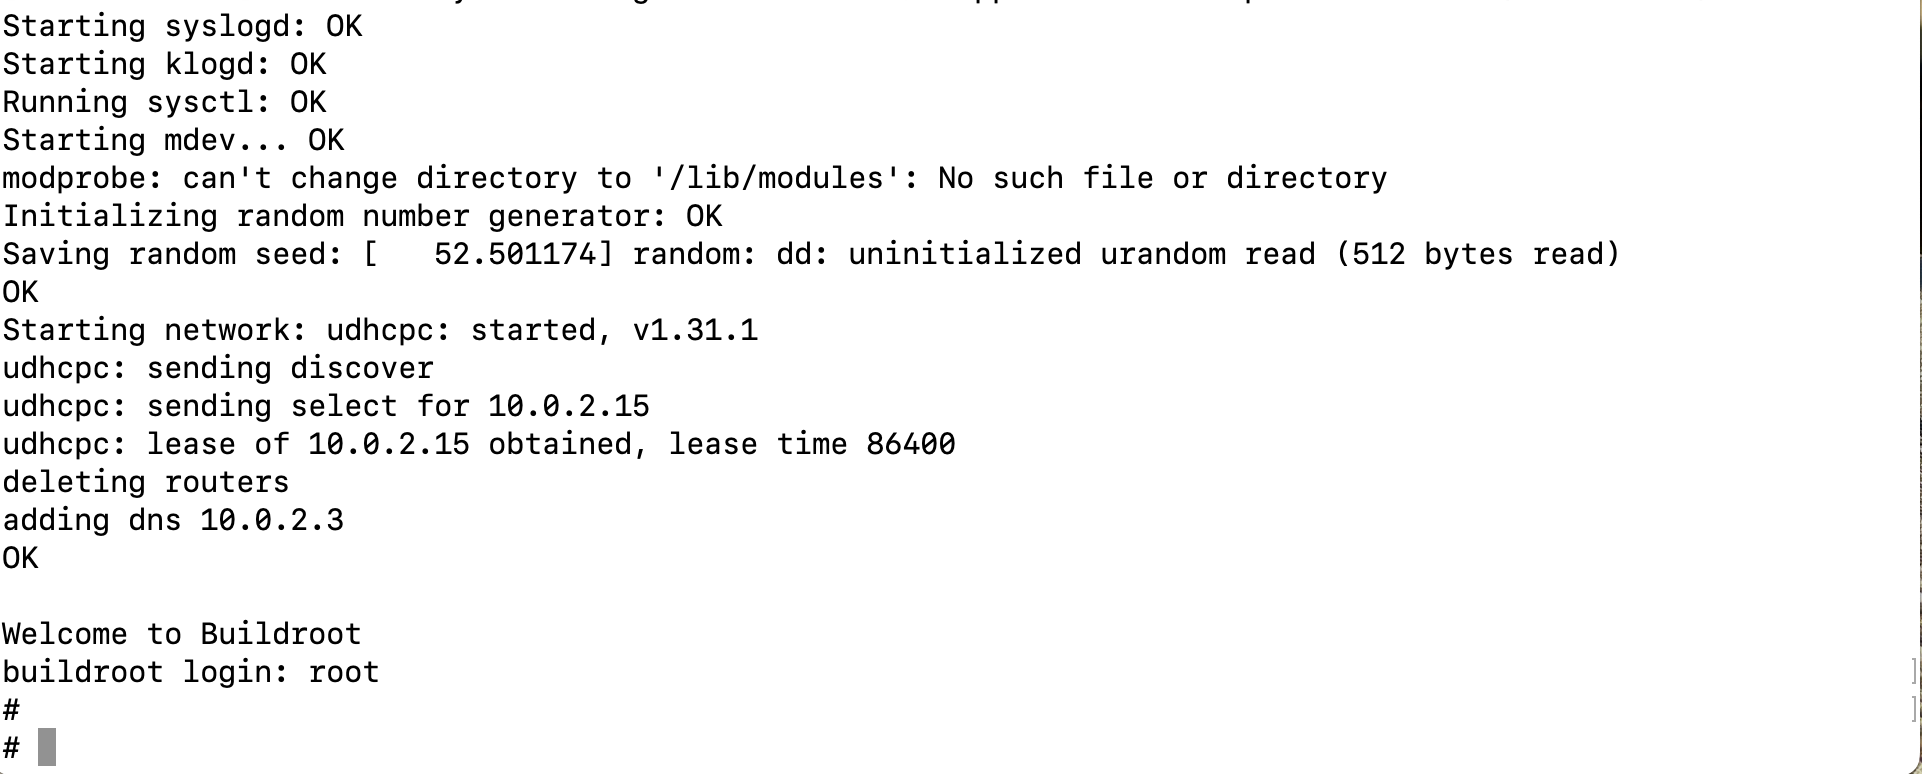 Starting syslogd: OK
Starting klogd: OK
Running sysctl: OK
Starting mdev... OK
modprobe: can't change directory to '/lib/modules': No such file or directory
Initializing random number generator: OK
Saving random seed: [   52.501174] random: dd: uninitialized urandom read (512 bytes read)
OK
Starting network: udhcpc: started, v1.31.1
udhcpc: sending discover
udhcpc: sending select for 10.0.2.15
udhcpc: lease of 10.0.2.15 obtained, lease time 86400
deleting routers
adding dns 10.0.2.3
OK
Welcome to Buildroot
buildroot login: root
#
#